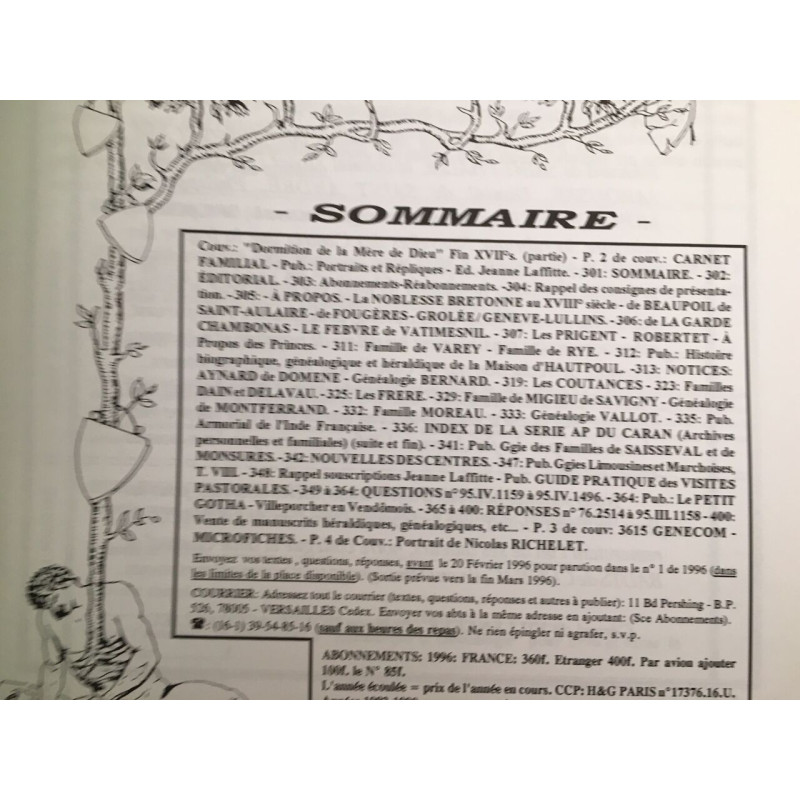 - SOMMAIRE -
Couv.: "Dormition de la Mère de Dieu" Fin XVIIes. (partie) - P. 2 de couv.: CARNET
FAMILIAL - Pub.: Portraits et Répliques - Ed. Jeanne Laffitte. - 301: SOMMAIRE. - 302:
ÉDITORIAL. - 303: Abonnements-Réabonnements. -304: Rappel des consignes de présenta-
tion. - 305: - À PROPOS. - La NOBLESSE BRETONNE au XVIIIe siècle - de BEAUPOIL de
SAINT-AULAIRE - de FOUGÈRES - GROLÉE / GENEVE-LULLINS. - 306: de LA GARDE
CHAMBONAS - LE FEBVRE de VATIMESNIL. - 307: Les PRIGENT - ROBERTET - À
Propos des Princes. - 311: Famille de VAREY - Famille de RYE. - 312: Pub.: Histoire
biographique, généalogique et héraldique de la Maison d'HAUTPOUL. -313: NOTICES:
AYNARD de DOMENE - Généalogie BERNARD. - 319: Les COUTANCES - 323: Familles
DAIN et DELAVAU. - 325: Les FRERE. - 329: Famille de MIGIEU de SAVIGNY - Généalogie
de MONTFERRAND. - 332: Famille MOREAU. - 333: Généalogie VALLOT. - 335: Pub.
Armorial de l'Inde Française. - 336: INDEX DE LA SERIE AP DU CARAN (Archives
personnelles et familiales) (suite et fin). - 341: Pub. Ggie des Familles de SAISSEVAL et de
MONSURES. -342: NOUVELLES DES CENTRES. -347: Pub. Ggies Limousines et Marchoises,
T. VIII. - 348: Rappel souscriptions Jeanne Laffitte - Pub. GUIDE PRATIQUE des VISITES
PASTORALES. -349 à 364: QUESTIONS n° 95.IV.1159 à 95.IV.1496. - 364: Pub.: Le PETIT
GOTHA - Villeporcher en Vendômois. - 365 à 400: RÉPONSES n° 76.2514 à 95.III.1158 - 400:
Vente de manuscrits héraldiques, généalogiques, etc... - P. 3 de couv: 3615 GENECOM -
MICROFICHES. - P. 4 de Couv.: Portrait de Nicolas RICHELET.
Envoyez vos textes, questions, réponses, avant le 20 Février 1996 pour parution dans le n° 1 de 1996 (dans
les limites de la place disponible). (Sortie prévue vers la fin Mars 1996).
COURRIER: Adressez tout le courrier (textes, questions, réponses et autres à publier): 11 Bd Pershing - B.P.
526, 78005 - VERSAILLES Cedex. Envoyer vos abts à la même adresse en ajoutant: (Sce Abonnements).
☎: (16-1) 39-54-85-16 (sauf aux heures des repas). Ne rien épingler ni agrafer, s.v.p.
ABONNEMENTS: 1996: FRANCE: 360f. Etranger 400f. Par avion ajouter
100f. le N° 85f.
L'année écoulée = prix de l'année en cours. CCP: H&G PARIS n°17376.16.U.